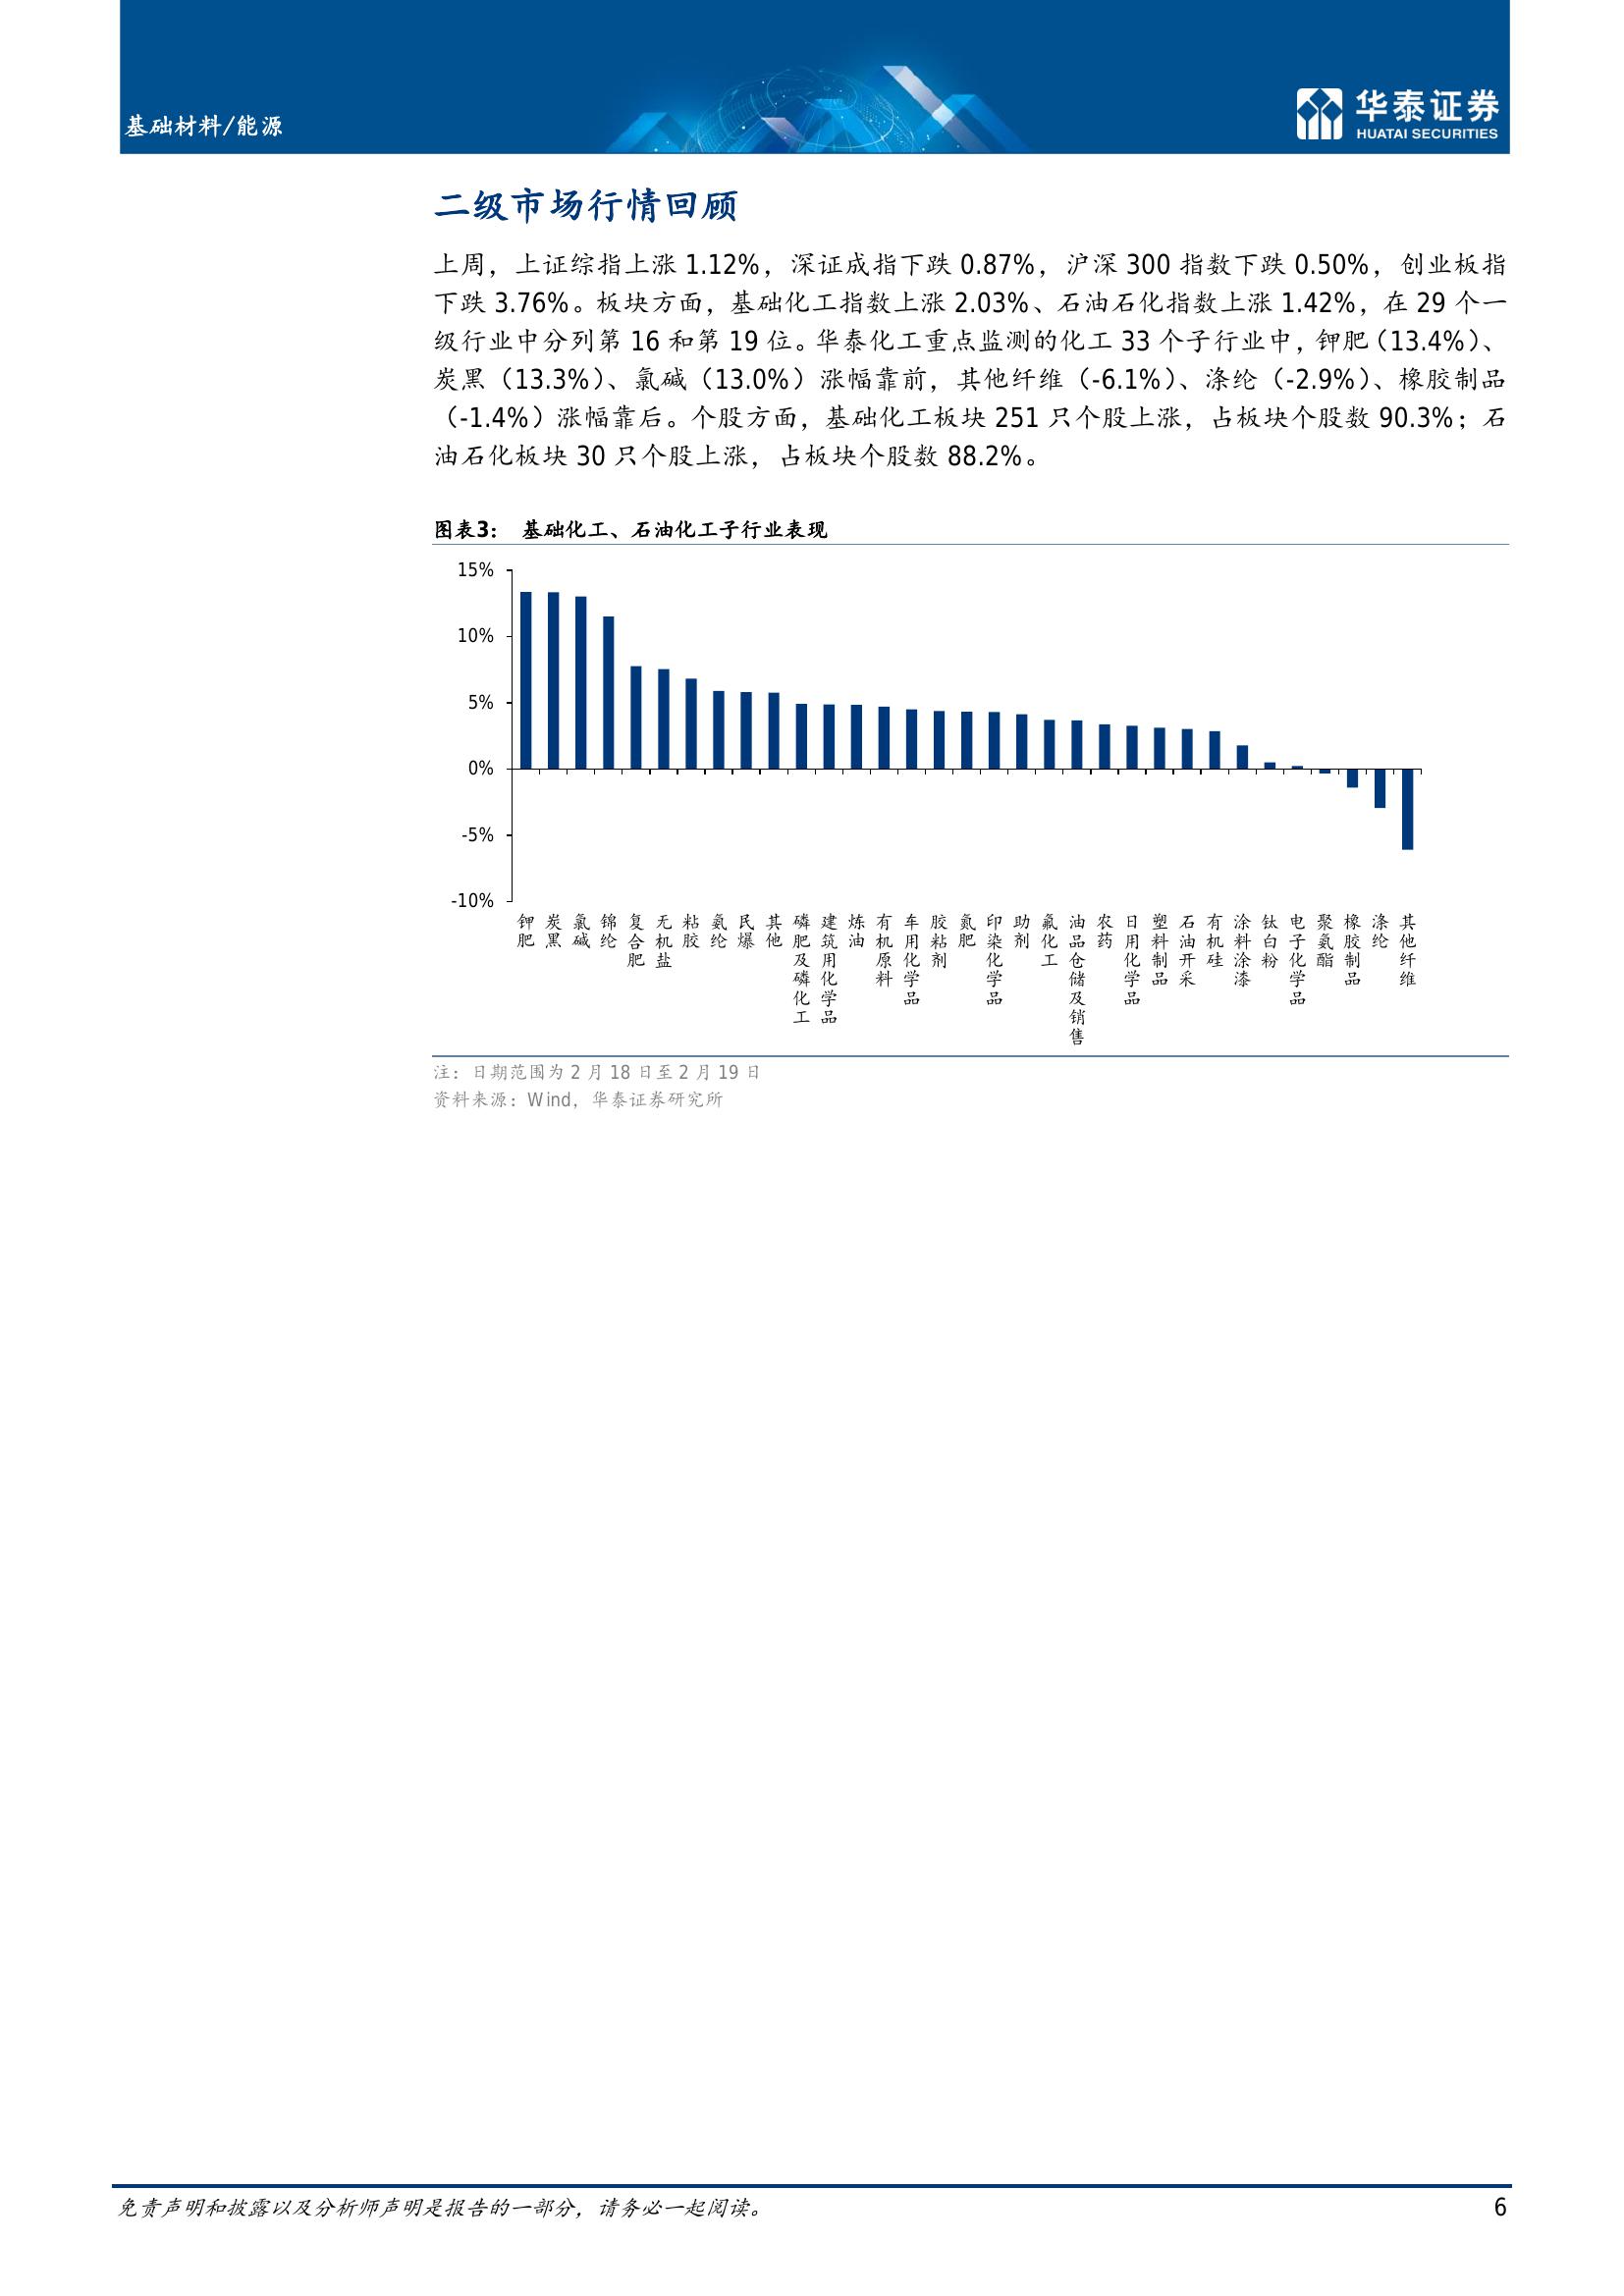 基础材料/能源
华泰证券
HUATAI SECURITIES
二级市场行情回顾
上周，上证综指上涨 1.12%，深证成指下跌 0.87%，沪深 300 指数下跌 0.50%，创业板指
下跌 3.76%。板块方面，基础化工指数上涨 2.03%、石油石化指数上涨 1.42%，在 29 个一
级行业中分列第 16 和第 19 位。华泰化工重点监测的化工 33 个子行业中，钾肥（13.4%）、
炭黑（13.3%）、氯碱（13.0%）涨幅靠前，其他纤维（-6.1%）、涤纶（-2.9%）、橡胶制品
（-1.4%）涨幅靠后。个股方面，基础化工板块 251 只个股上涨，占板块个股数 90.3%；石
油石化板块 30 只个股上涨，占板块个股数 88.2%。
图表3： 基础化工、石油化工子行业表现
15%
10%
5%
0%
-5%
-10%
钾肥
炭黑
氯碱
锦纶
复合肥
无机盐
粘胶
氨纶
民爆
其他
磷肥及磷化工
建筑用化学品
炼油
有机原料
车用化学品
胶粘剂
氮肥
印染化学品
助剂
氟化工
油品仓储及销售
农药
日用化学品
塑料制品
石油开采
有机硅
涂料涂漆
钛白粉
电子化学品
聚氨酯
橡胶制品
涤纶
其他纤维
注：日期范围为 2 月 18 日至 2 月 19 日
资料来源：Wind，华泰证券研究所
免责声明和披露以及分析师声明是报告的一部分，请务必一起阅读。
6